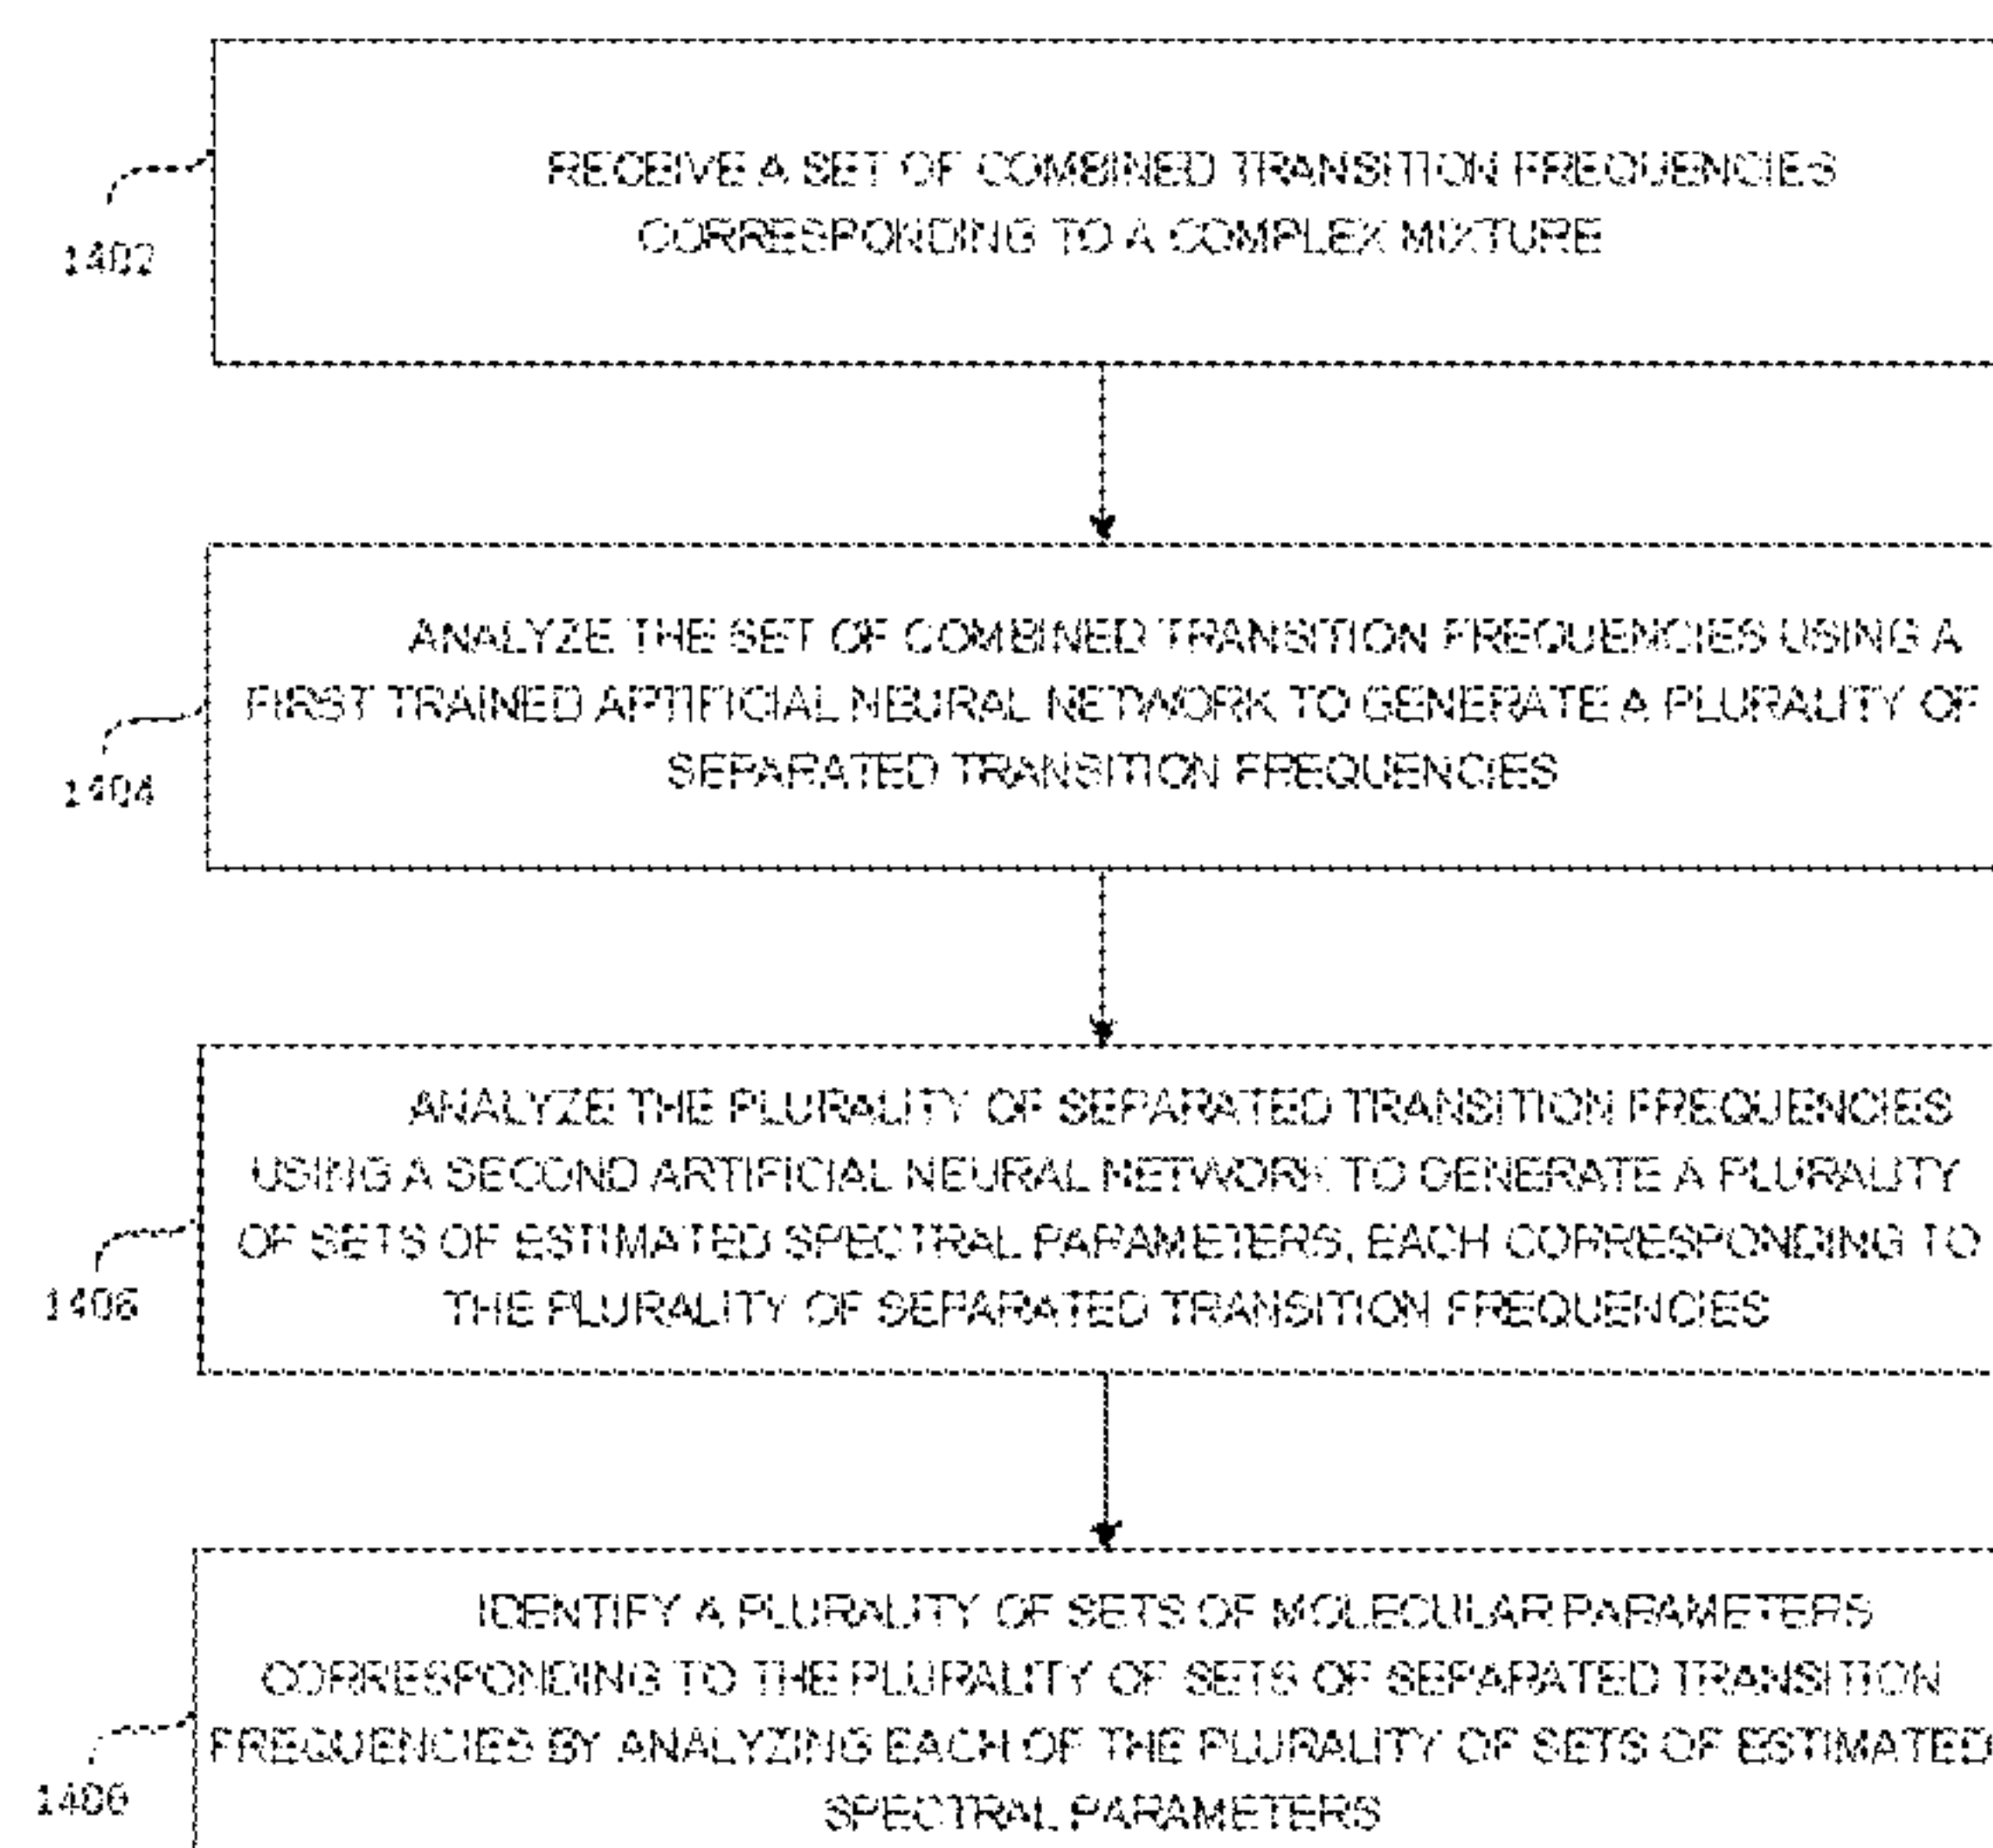 RECEIVE A SET OF COMBINED TRANSITION FREQUENCIES
CORRESPONDING TO A COMPLEX MIXTURE
1402
ANALYZE THE SET OF COMBINED TRANSITION FREQUENCIES USING A
FIRST TRAINED ARTIFICIAL NEURAL NETWORK TO GENERATE A PLURALITY OF
SEPARATED TRANSITION FREQUENCIES
1404
ANALYZE THE PLURALITY OF SEPARATED TRANSITION FREQUENCIES
USING A SECOND ARTIFICIAL NEURAL NETWORK TO GENERATE A PLURALITY
OF SETS OF ESTIMATED SPECTRAL PARAMETERS, EACH CORRESPONDING TO
THE PLURALITY OF SEPARATED TRANSITION FREQUENCIES
1406
IDENTIFY A PLURALITY OF SETS OF MOLECULAR PARAMETERS
CORRESPONDING TO THE PLURALITY OF SETS OF SEPARATED TRANSITION
FREQUENCIES BY ANALYZING EACH OF THE PLURALITY OF SETS OF ESTIMATED
SPECTRAL PARAMETERS